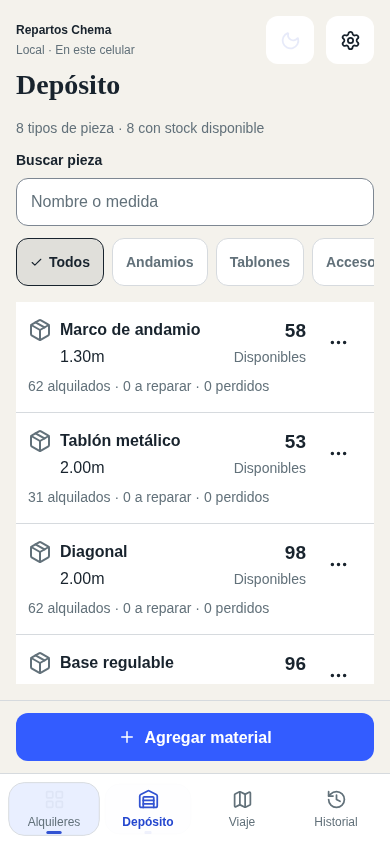 Repartos Chema
Local · En este celular
Depósito
8 tipos de pieza · 8 con stock disponible
Buscar pieza
Nombre o medida
Todos
Andamios
Tablones
Acceso
Marco de andamio
58
1.30m
Disponibles
62 alquilados · 0 a reparar · 0 perdidos
Tablón metálico
53
2.00m
Disponibles
31 alquilados · 0 a reparar · 0 perdidos
Diagonal
98
2.00m
Disponibles
62 alquilados · 0 a reparar · 0 perdidos
Base regulable
96
Agregar material
Alquileres
Depósito
Viaje
Historial